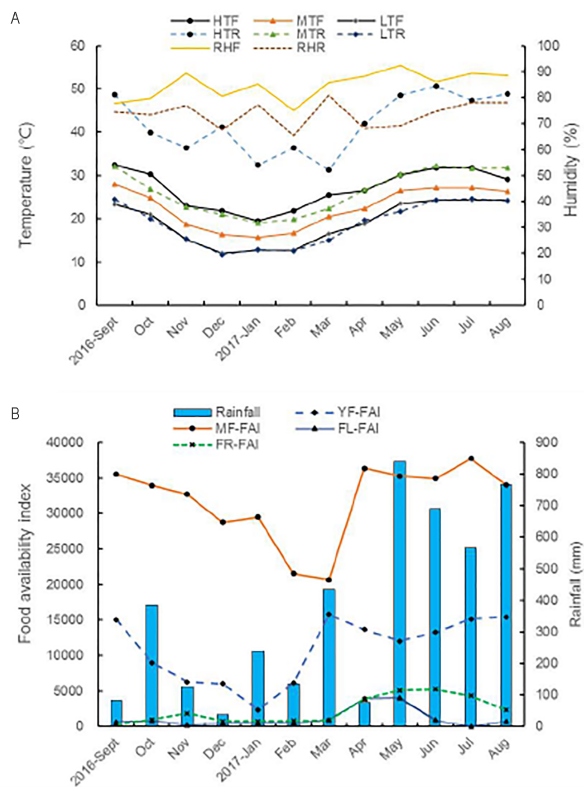 A
HTF MTF LTF
HTR MTR LTR
RHF RHR
60 100
90
50 80
70
40
60
30 50
40
20 30
20
10
10
0 0
Temperature (°C)
Humidity (%)
2016-Sept Oct Nov Dec 2017-Jan Feb Mar Apr May Jun Jul Aug
B
Rainfall YF-FAI
MF-FAI FL-FAI
FR-FAI
40000 900
35000 800
30000 700
25000 600
500
20000
400
15000
300
10000 200
5000 100
0 0
Food availability index
Rainfall (mm)
2016-Sept Oct Nov Dec 2017-Jan Feb Mar Apr May Jun Jul Aug